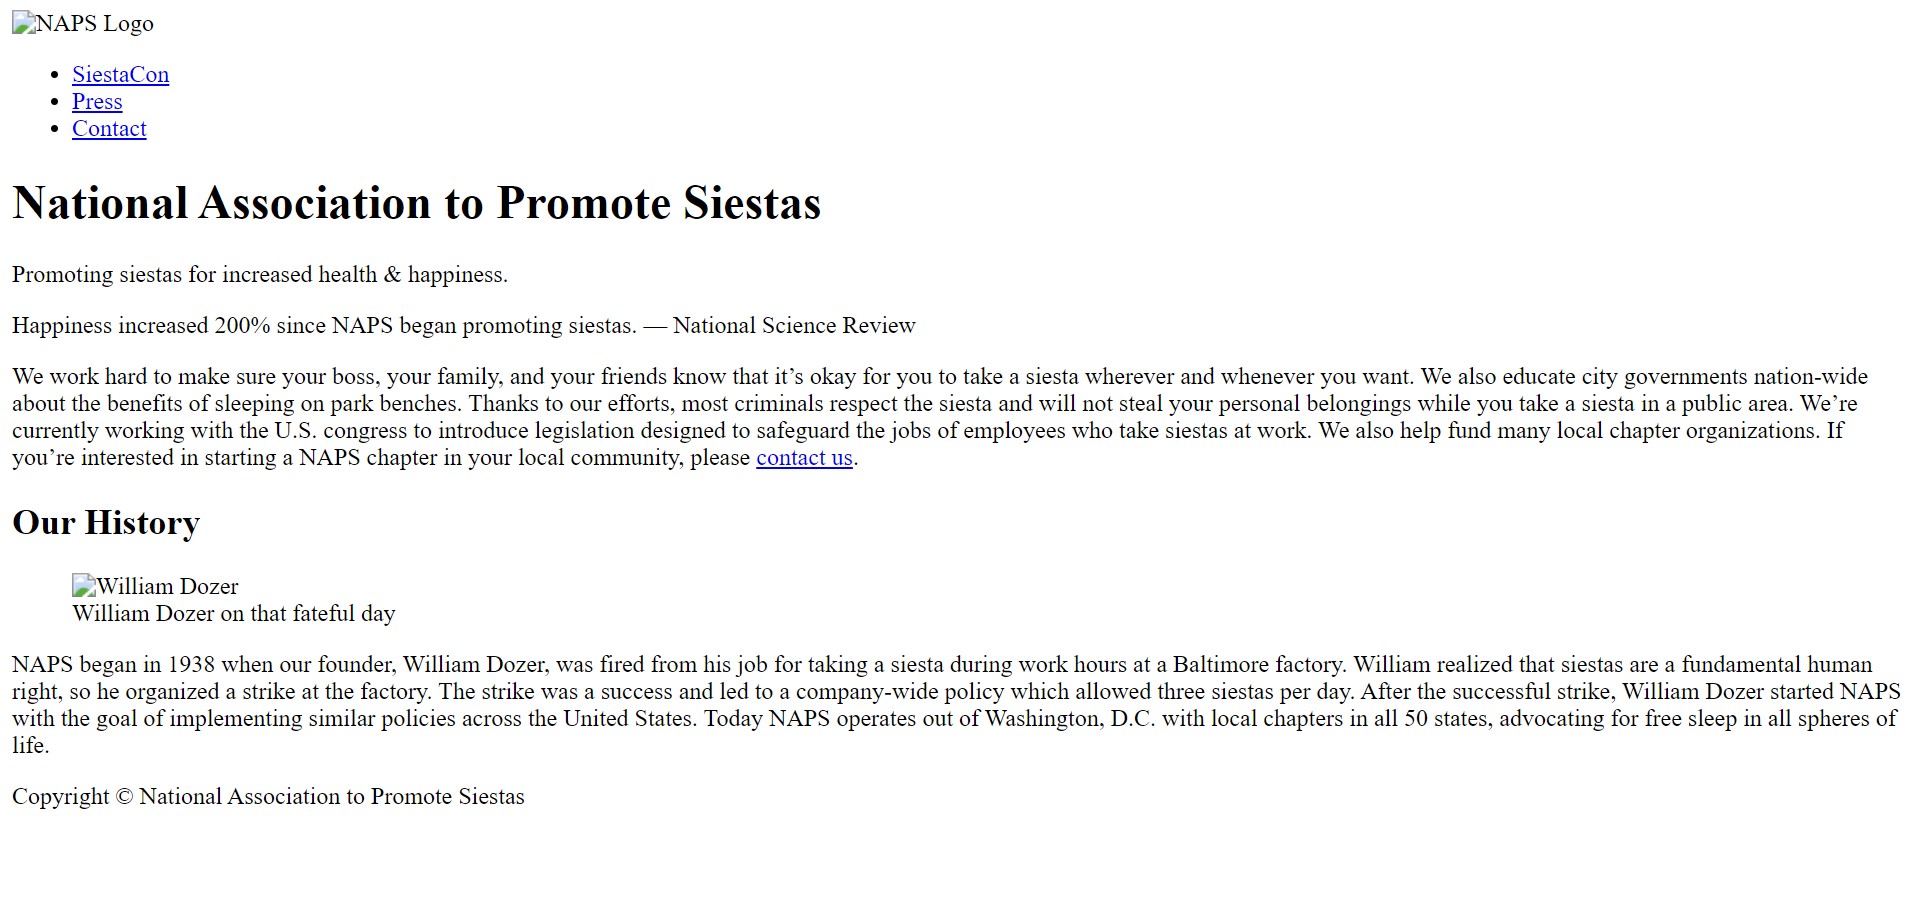 NAPS Logo
SiestaCon
Press
Contact
National Association to Promote Siestas
Promoting siestas for increased health & happiness.
Happiness increased 200% since NAPS began promoting siestas. — National Science Review
We work hard to make sure your boss, your family, and your friends know that it’s okay for you to take a siesta wherever and whenever you want. We also educate city governments nation-wide
about the benefits of sleeping on park benches. Thanks to our efforts, most criminals respect the siesta and will not steal your personal belongings while you take a siesta in a public area. We’re
currently working with the U.S. congress to introduce legislation designed to safeguard the jobs of employees who take siestas at work. We also help fund many local chapter organizations. If
you’re interested in starting a NAPS chapter in your local community, please contact us.
Our History
William Dozer
William Dozer on that fateful day
NAPS began in 1938 when our founder, William Dozer, was fired from his job for taking a siesta during work hours at a Baltimore factory. William realized that siestas are a fundamental human
right, so he organized a strike at the factory. The strike was a success and led to a company-wide policy which allowed three siestas per day. After the successful strike, William Dozer started NAPS
with the goal of implementing similar policies across the United States. Today NAPS operates out of Washington, D.C. with local chapters in all 50 states, advocating for free sleep in all spheres of
life.
Copyright © National Association to Promote Siestas